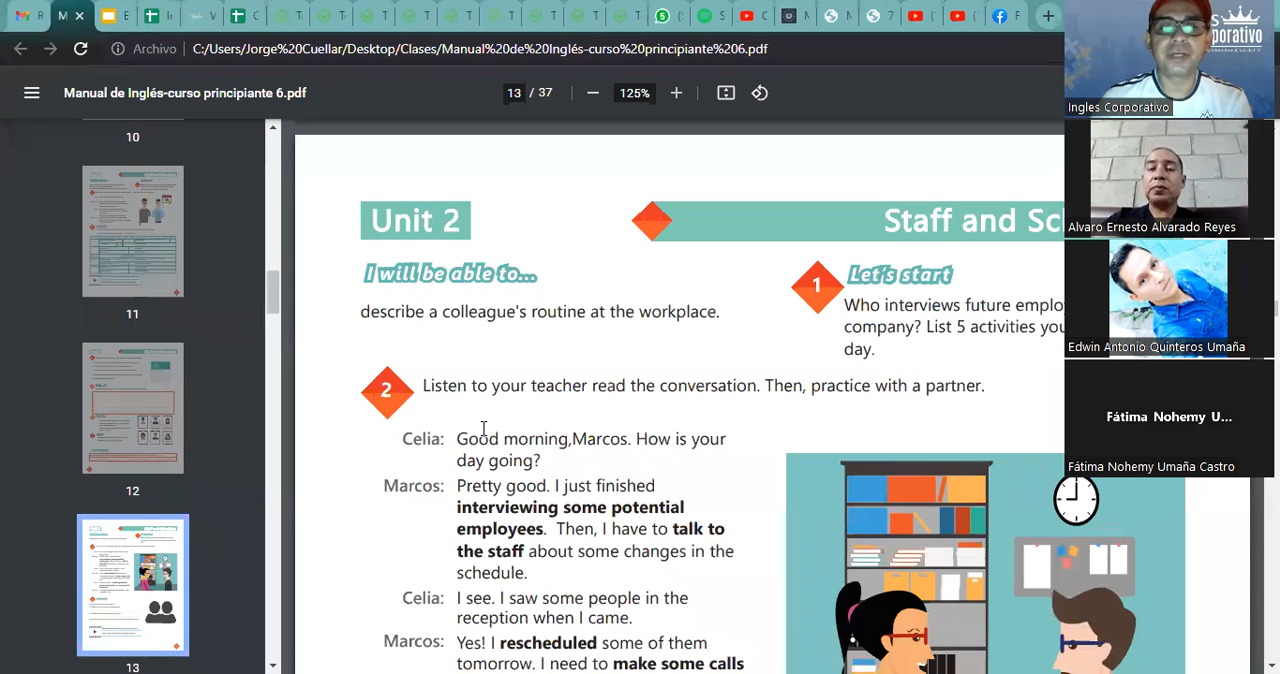 M
E
In
V
C
T
T
T
T
T
T
T
T
T
(
S
(
C
N
N
7
(
(
F
Archivo
C:/Users/Jorge%20Cuellar/Desktop/Clases/Manual%20de%20Inglés-curso%20principiante%206.pdf
Manual de Inglés-curso principiante 6.pdf
13 / 37
125%
10
11
12
13
Unit 2
Staff and Sc
I will be able to...
describe a colleague's routine at the workplace.
1
Let's start
Who interviews future emplo
company? List 5 activities you
day.
2
Listen to your teacher read the conversation. Then, practice with a partner.
Celia: Good morning,Marcos. How is your
day going?
Marcos: Pretty good. I just finished
interviewing some potential
employees. Then, I have to talk to
the staff about some changes in the
schedule.
Celia: I see. I saw some people in the
reception when I came.
Marcos: Yes! I rescheduled some of them
tomorrow. I need to make some calls
S
porativo
Ingles Corporativo
Alvaro Ernesto Alvarado Reyes
Edwin Antonio Quinteros Umaña
Fátima Nohemy U...
Fátima Nohemy Umaña Castro